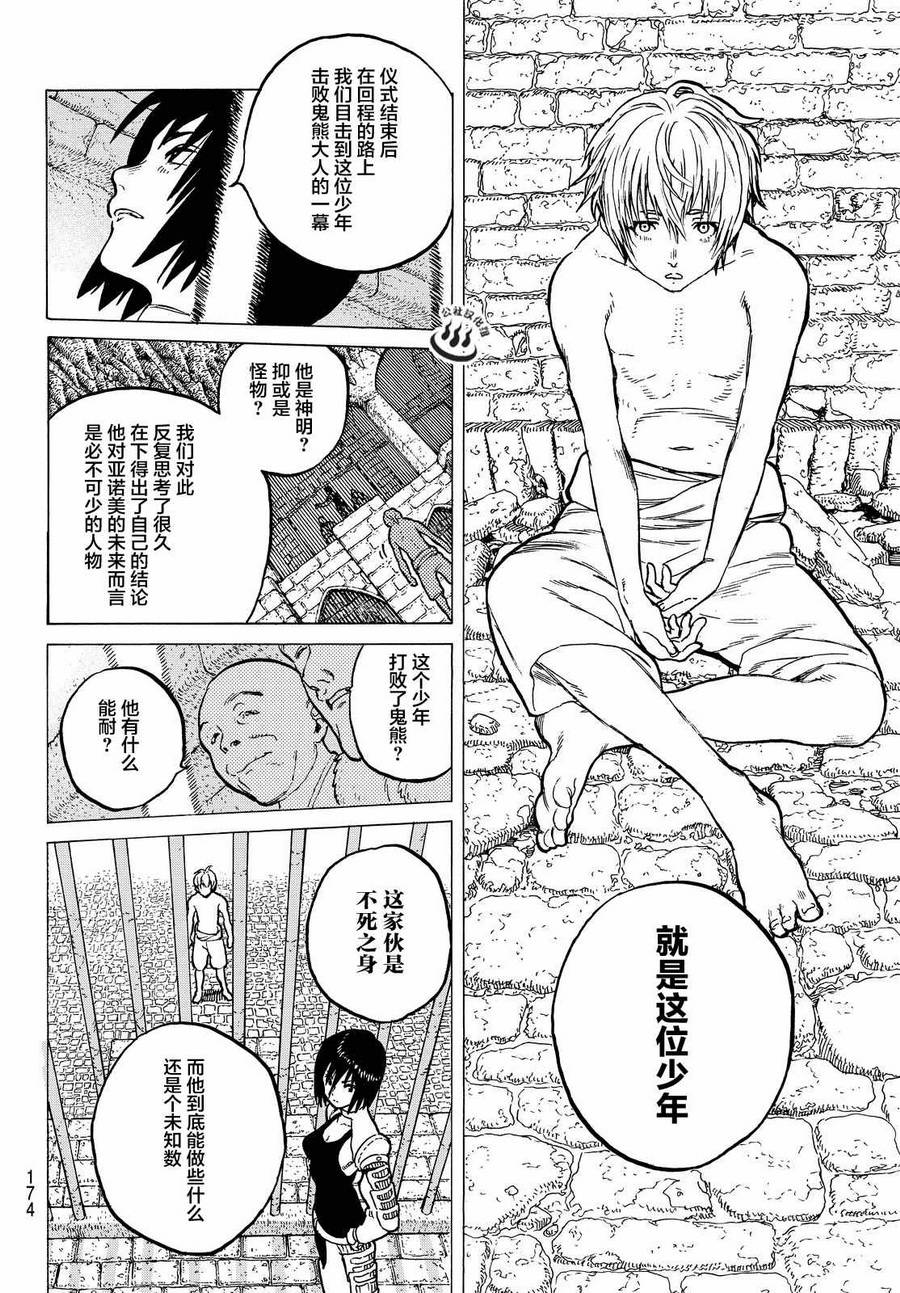 就是这位少年
仪式结束后
在回程的路上
我们目击到这位少年
击败鬼熊大人的一幕
公社汉化组
他是神明？
抑或是
怪物？
我们对此
反复思考了很久
在下得出了自己的结论
他对亚诺美的未来而言
是必不可少的人物
这个少年
打败了鬼熊？
他有什么
能耐？
这家伙是
不死之身
而他到底能做些什么
还是个未知数
174